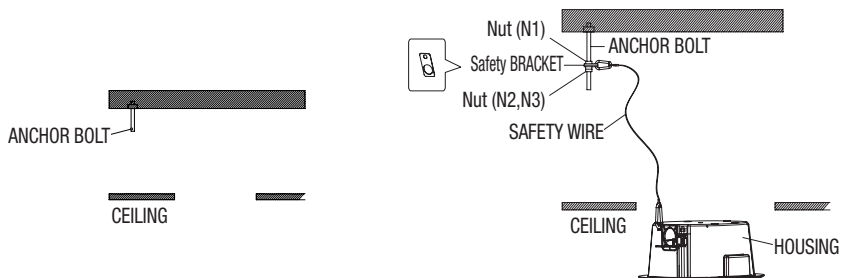 ANCHOR BOLT
CEILING
Nut (N1)
ANCHOR BOLT
Safety BRACKET
Nut (N2,N3)
SAFETY WIRE
CEILING
HOUSING